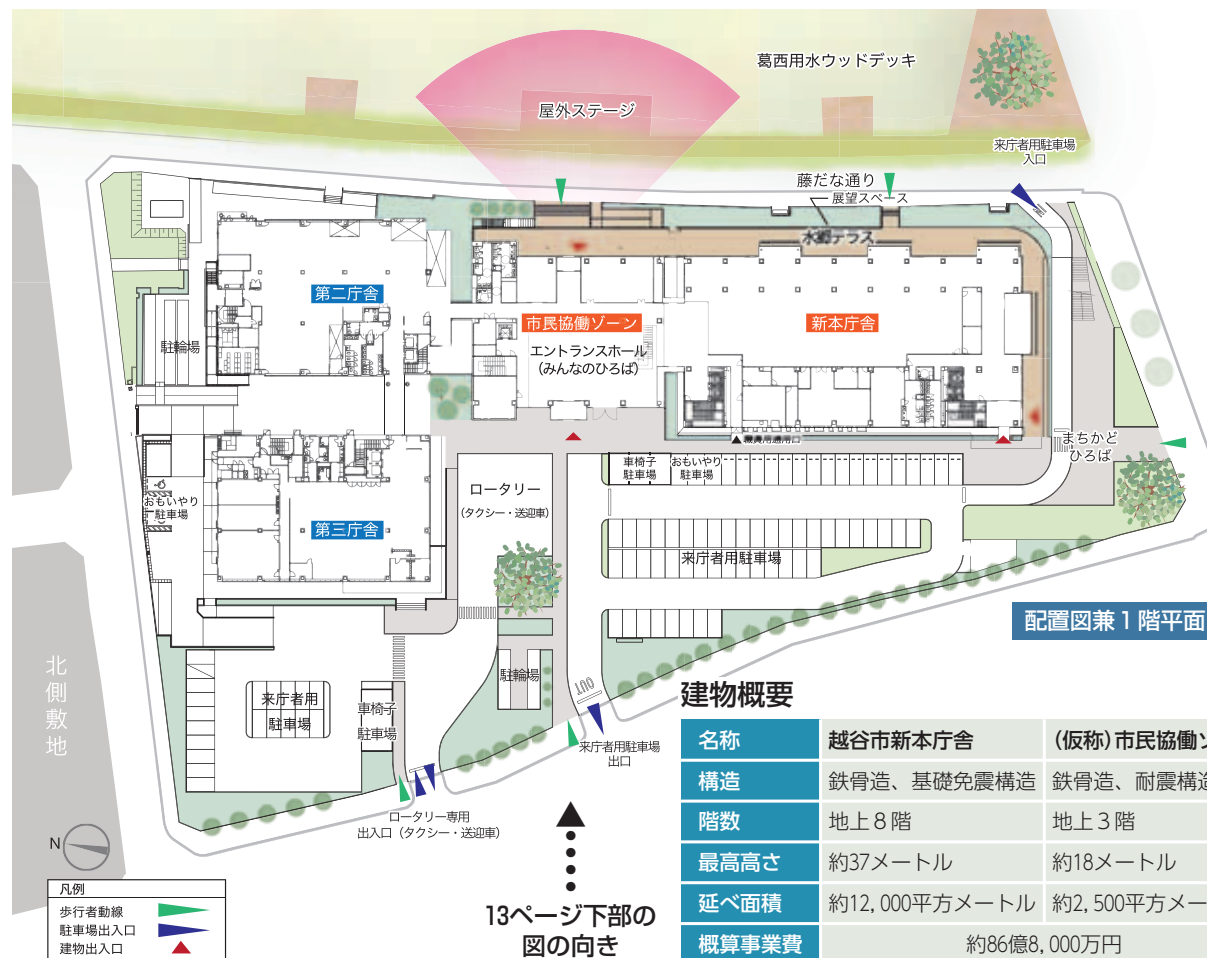 葛西用水ウッドデッキ
屋外ステージ
来庁者用駐車場
入口
藤だな通り
展望スペース
水郷テラス
第二庁舎
市民協働ゾーン
新本庁舎
駐輪場
エントランスホール
(みんなのひろば)
職員用通用口
まちかど
ひろば
車椅子
駐車場
おもいやり
駐車場
ロータリー
(タクシー・送迎車)
おもいやり
駐車場
第三庁舎
来庁者用駐車場
配置図兼1階平面
北側敷地
駐輪場
OUT
来庁者用
駐車場
車椅子
駐車場
来庁者用駐車場
出口
ロータリー専用
出入口(タクシー・送迎車)
N
凡例
歩行者動線
駐車場出入口
建物出入口
13ページ下部の
図の向き
建物概要
名称 越谷市新本庁舎 (仮称)市民協働ゾ
構造 鉄骨造、基礎免震構造 鉄骨造、耐震構造
階数 地上8階 地上3階
最高高さ 約37メートル 約18メートル
延べ面積 約12,000平方メートル 約2,500平方メー
概算事業費 約86億8,000万円